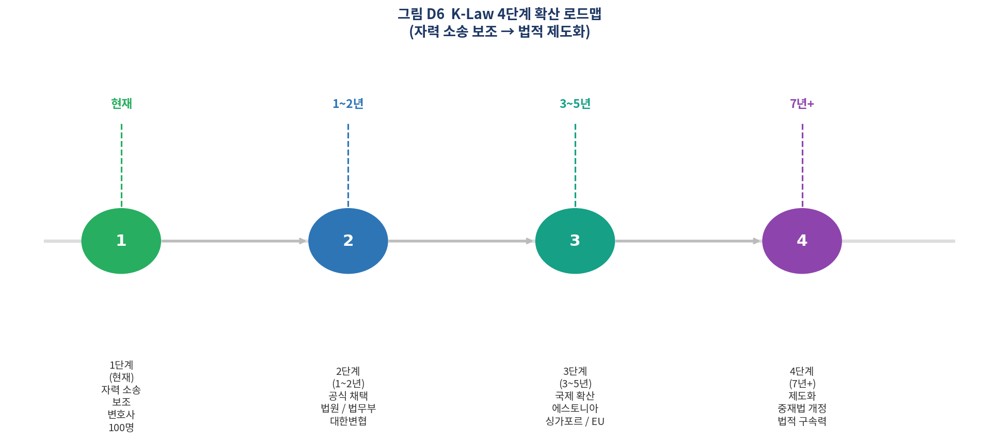 그림 D6  K-Law 4단계 확산 로드맵
(자력 소송 보조 → 법적 제도화)
현재
1~2년
3~5년
7년+
1
2
3
4
1단계
(현재)
자력 소송
보조
변호사
100명
2단계
(1~2년)
공식 채택
법원 / 법무부
대한변협
3단계
(3~5년)
국제 확산
에스토니아
싱가포르 / EU
4단계
(7년+)
제도화
중재법 개정
법적 구속력